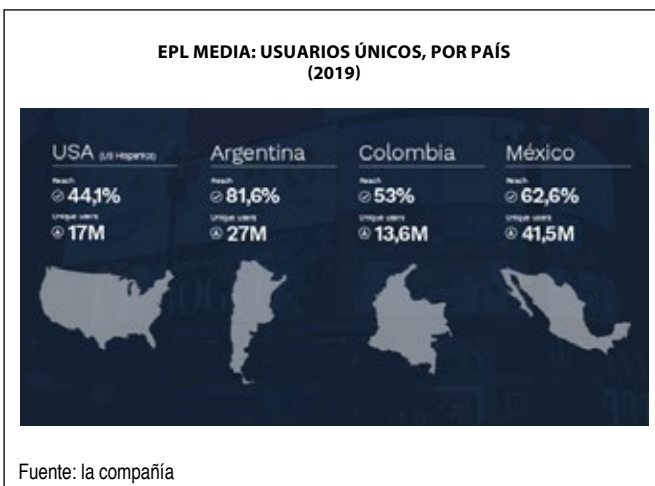 EPL MEDIA: USUARIOS ÚNICOS, POR PAÍS
(2019)
USA (US Hispanics)
Reach
44,1%
Unique users
17M
Argentina
Reach
81,6%
Unique users
27M
Colombia
Reach
53%
Unique users
13,6M
México
Reach
62,6%
Unique users
41,5M
Fuente: la compañía